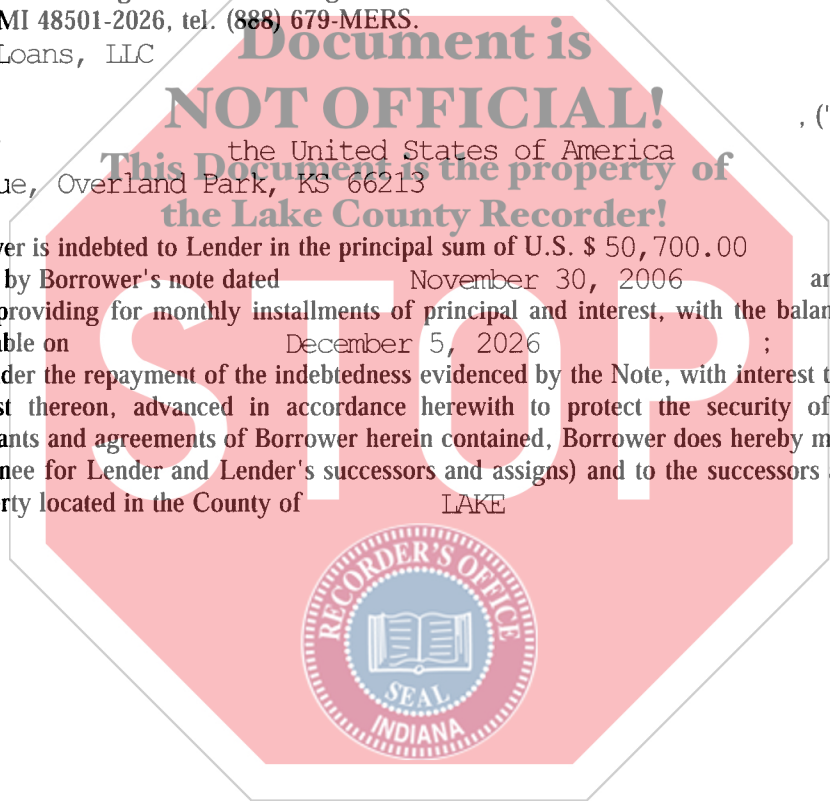 MI 48501-2026, tel. (888) 679-MERS.
Loans, LLC
Document is
NOT OFFICIAL!
, ("
the United States of America
This Document is the property of
ue, Overland Park, KS 66213
the Lake County Recorder!
er is indebted to Lender in the principal sum of U.S. $ 50,700.00
by Borrower's note dated November 30, 2006 an
providing for monthly installments of principal and interest, with the balan
ble on December 5, 2026 ;
der the repayment of the indebtedness evidenced by the Note, with interest t
st thereon, advanced in accordance herewith to protect the security of
ants and agreements of Borrower herein contained, Borrower does hereby m
nee for Lender and Lender's successors and assigns) and to the successors
rty located in the County of LAKE
STOP
RECORDER'S OFFICE
SEAL
INDIANA